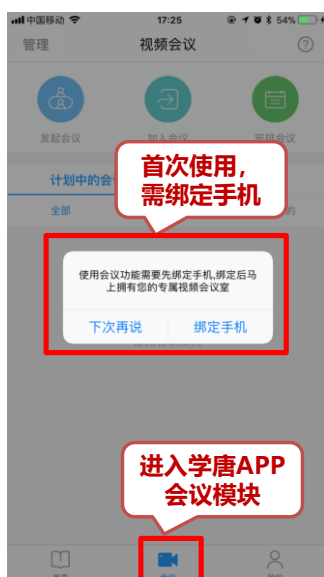 中国移动 17:25 54%
管理 视频会议 ?
发起会议 加入会议 安排会议
首次使用，
需绑定手机
计划中的会
全部 的
使用会议功能需要先绑定手机,绑定后马
上拥有您的专属视频会议室
下次再说 绑定手机
进入学唐APP
会议模块